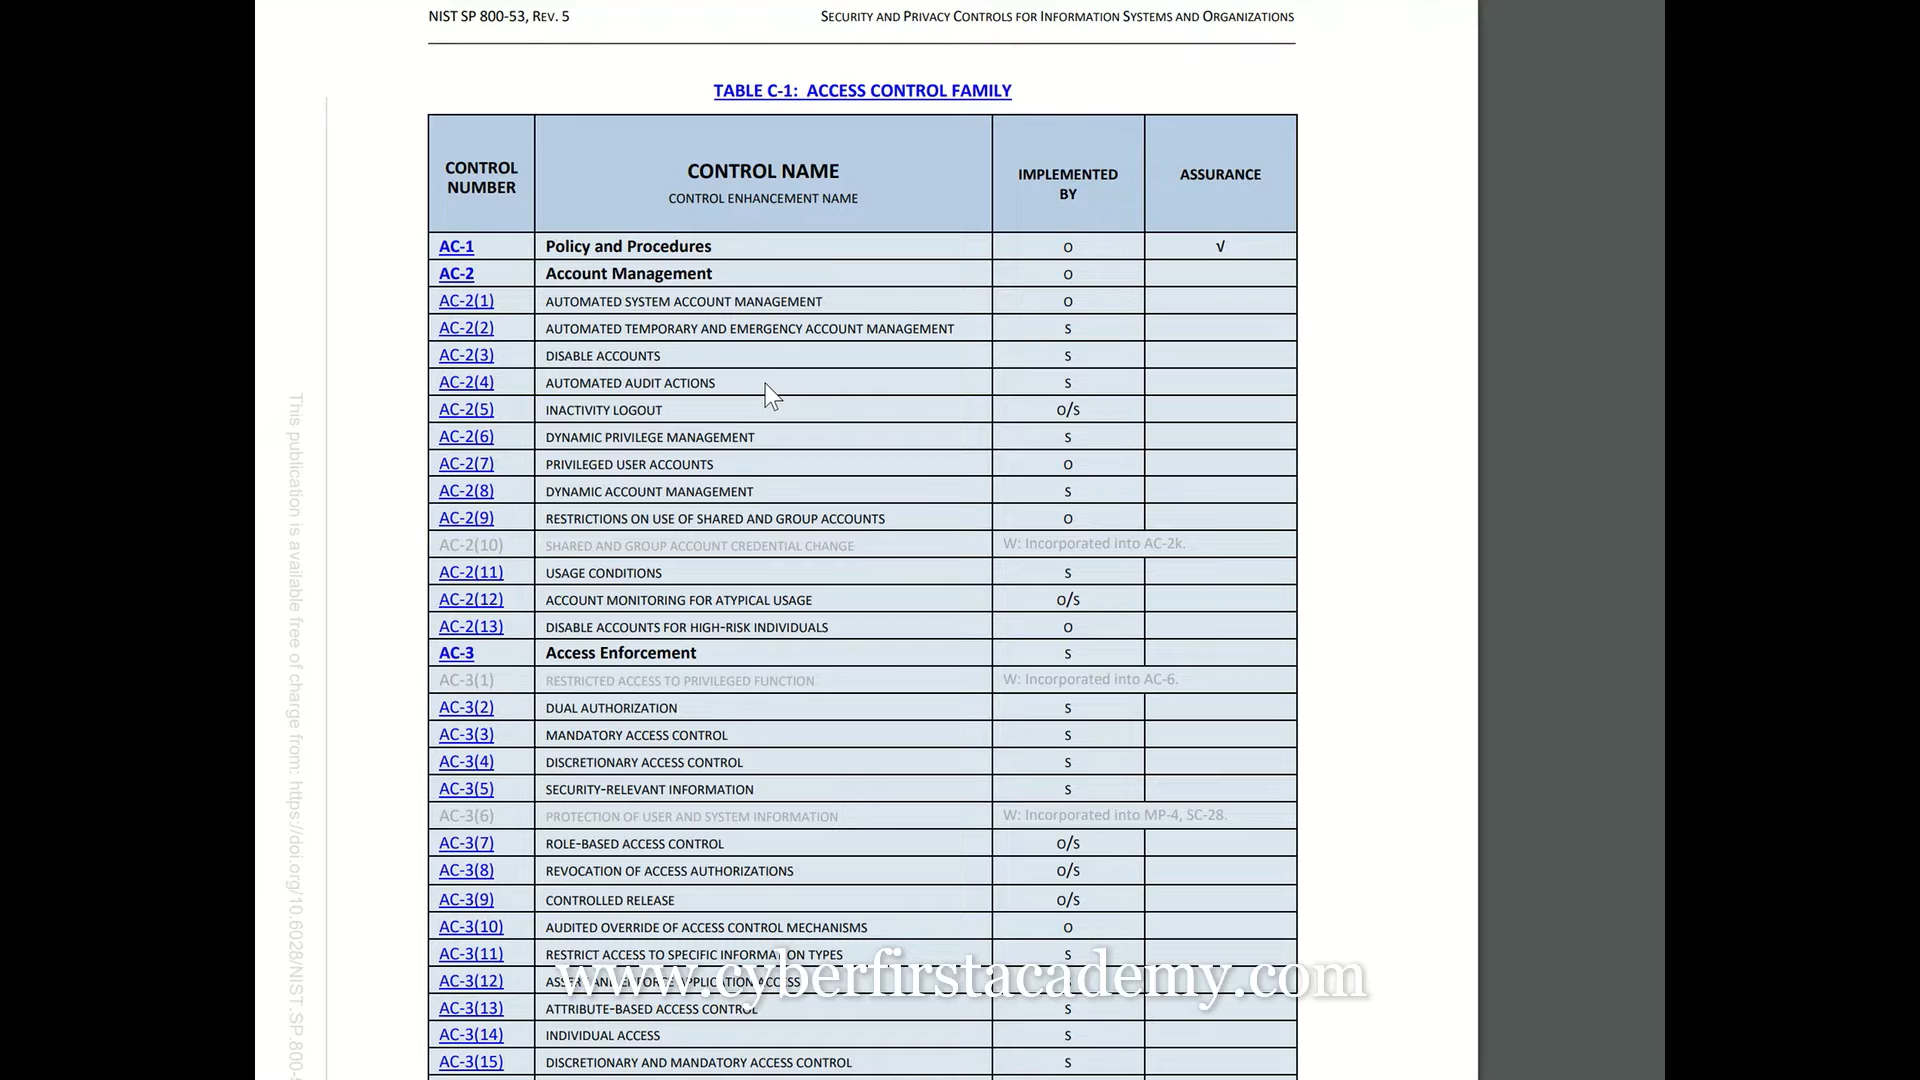 NIST SP 800-53, REV. 5 SECURITY AND PRIVACY CONTROLS FOR INFORMATION SYSTEMS AND ORGANIZATIONS
TABLE C-1: ACCESS CONTROL FAMILY
CONTROL NUMBER CONTROL NAME CONTROL ENHANCEMENT NAME IMPLEMENTED BY ASSURANCE
AC-1 Policy and Procedures O √
AC-2 Account Management O
AC-2(1) AUTOMATED SYSTEM ACCOUNT MANAGEMENT O
AC-2(2) AUTOMATED TEMPORARY AND EMERGENCY ACCOUNT MANAGEMENT S
AC-2(3) DISABLE ACCOUNTS S
AC-2(4) AUTOMATED AUDIT ACTIONS S
AC-2(5) INACTIVITY LOGOUT O/S
AC-2(6) DYNAMIC PRIVILEGE MANAGEMENT S
AC-2(7) PRIVILEGED USER ACCOUNTS O
AC-2(8) DYNAMIC ACCOUNT MANAGEMENT S
AC-2(9) RESTRICTIONS ON USE OF SHARED AND GROUP ACCOUNTS O
AC-2(10) SHARED AND GROUP ACCOUNT CREDENTIAL CHANGE W: Incorporated into AC-2k.
AC-2(11) USAGE CONDITIONS S
AC-2(12) ACCOUNT MONITORING FOR ATYPICAL USAGE O/S
AC-2(13) DISABLE ACCOUNTS FOR HIGH-RISK INDIVIDUALS O
AC-3 Access Enforcement S
AC-3(1) RESTRICTED ACCESS TO PRIVILEGED FUNCTION W: Incorporated into AC-6.
AC-3(2) DUAL AUTHORIZATION S
AC-3(3) MANDATORY ACCESS CONTROL S
AC-3(4) DISCRETIONARY ACCESS CONTROL S
AC-3(5) SECURITY-RELEVANT INFORMATION S
AC-3(6) PROTECTION OF USER AND SYSTEM INFORMATION W: Incorporated into MP-4, SC-28.
AC-3(7) ROLE-BASED ACCESS CONTROL O/S
AC-3(8) REVOCATION OF ACCESS AUTHORIZATIONS O/S
AC-3(9) CONTROLLED RELEASE O/S
AC-3(10) AUDITED OVERRIDE OF ACCESS CONTROL MECHANISMS O
AC-3(11) RESTRICT ACCESS TO SPECIFIC INFORMATION TYPES S
AC-3(12) ASSERT AND ENFORCE APPLICATION ACCESS S
AC-3(13) ATTRIBUTE-BASED ACCESS CONTROL S
AC-3(14) INDIVIDUAL ACCESS S
AC-3(15) DISCRETIONARY AND MANDATORY ACCESS CONTROL S
This publication is available free of charge from: https://doi.org/10.6028/NIST.SP.800-
www.cyberfirstacademy.com